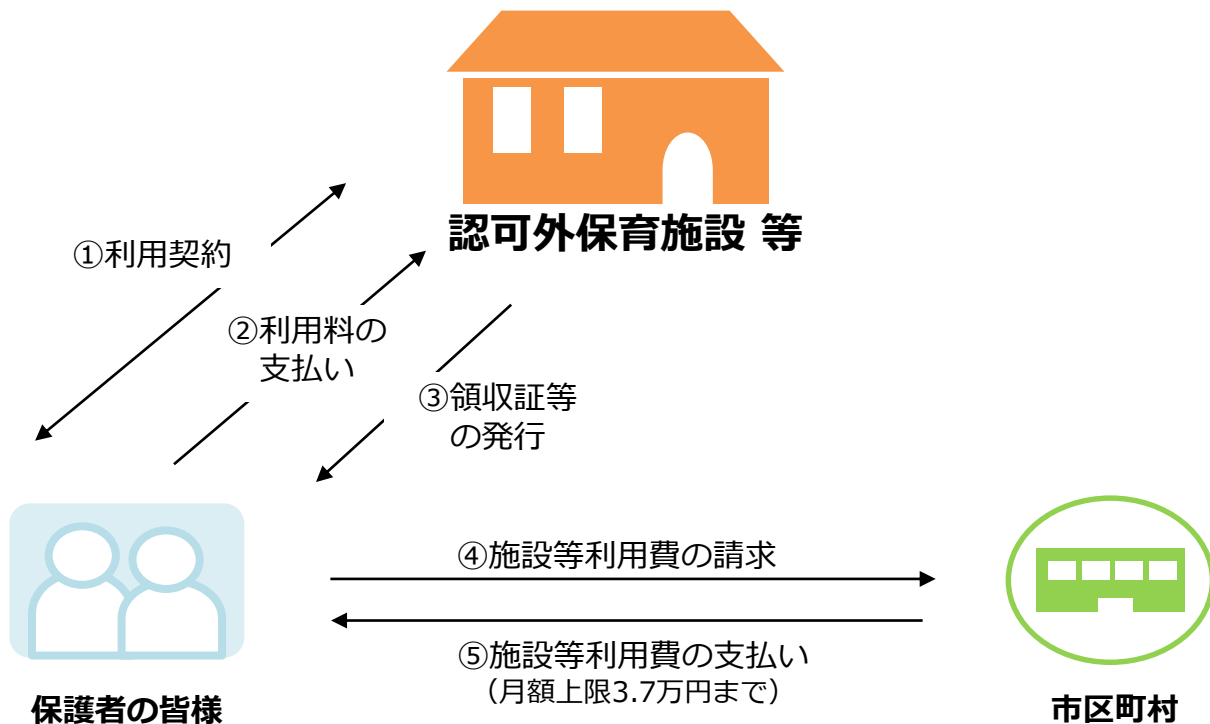 認可外保育施設 等
①利用契約
②利用料の
支払い
③領収証等
の発行
④施設等利用費の請求
⑤施設等利用費の支払い
（月額上限3.7万円まで）
保護者の皆様
市区町村